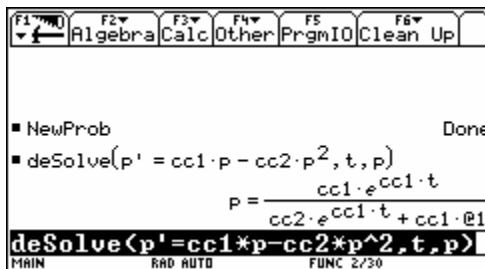 F1 F2 F3 F4 F5 F6
Algebra Calc Other PrgmIO Clean Up
▪ NewProb Done
▪ deSolve(p' = cc1·p − cc2·p², t, p)
p = cc1·e^(cc1·t) / (cc2·e^(cc1·t) + cc1·@1)
deSolve(p'=cc1*p-cc2*p^2,t,p)
MAIN RAD AUTO FUNC 2/30